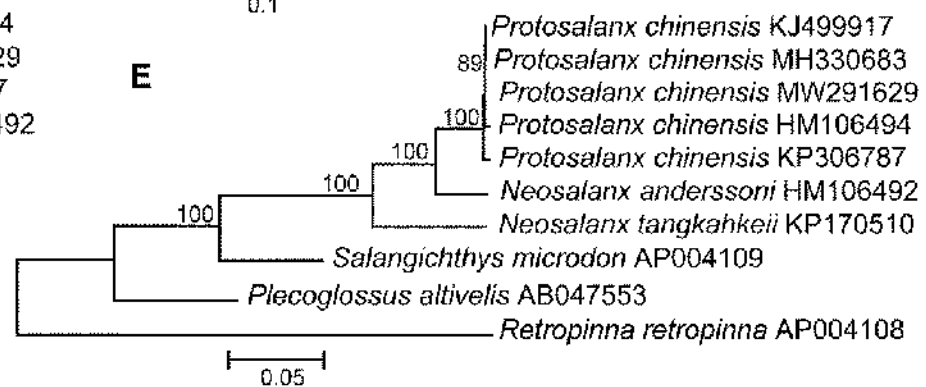 0.1
4
29
7
492
E
Protosalanx chinensis KJ499917
89
Protosalanx chinensis MH330683
Protosalanx chinensis MW291629
100
Protosalanx chinensis HM106494
Protosalanx chinensis KP306787
100
Neosalanx anderssoni HM106492
100
Neosalanx tangkahkeii KP170510
100
Salangichthys microdon AP004109
Plecoglossus altivelis AB047553
Retropinna retropinna AP004108
0.05